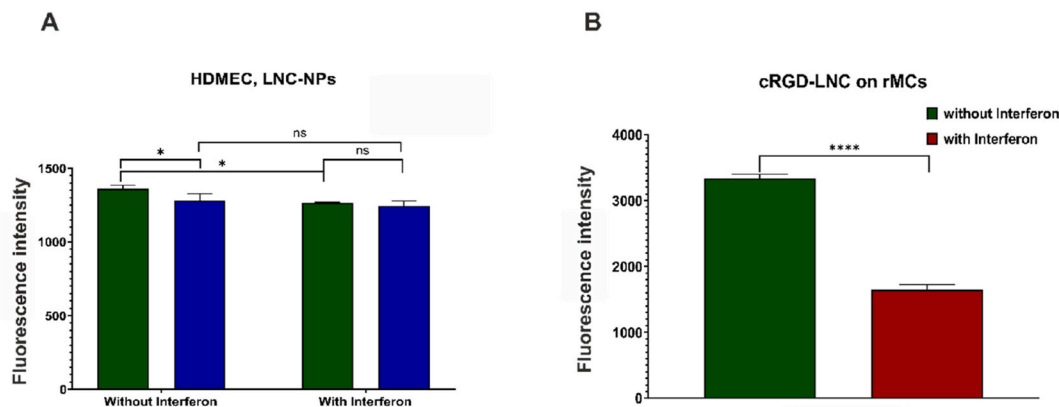 A
HDMEC, LNC-NPs
ns
*
*
ns
1500
1000
500
0
Fluorescence intensity
Without Interferon
With Interferon
B
cRGD-LNC on rMCs
without Interferon
with Interferon
****
4000
3000
2000
1000
0
Fluorescence intensity